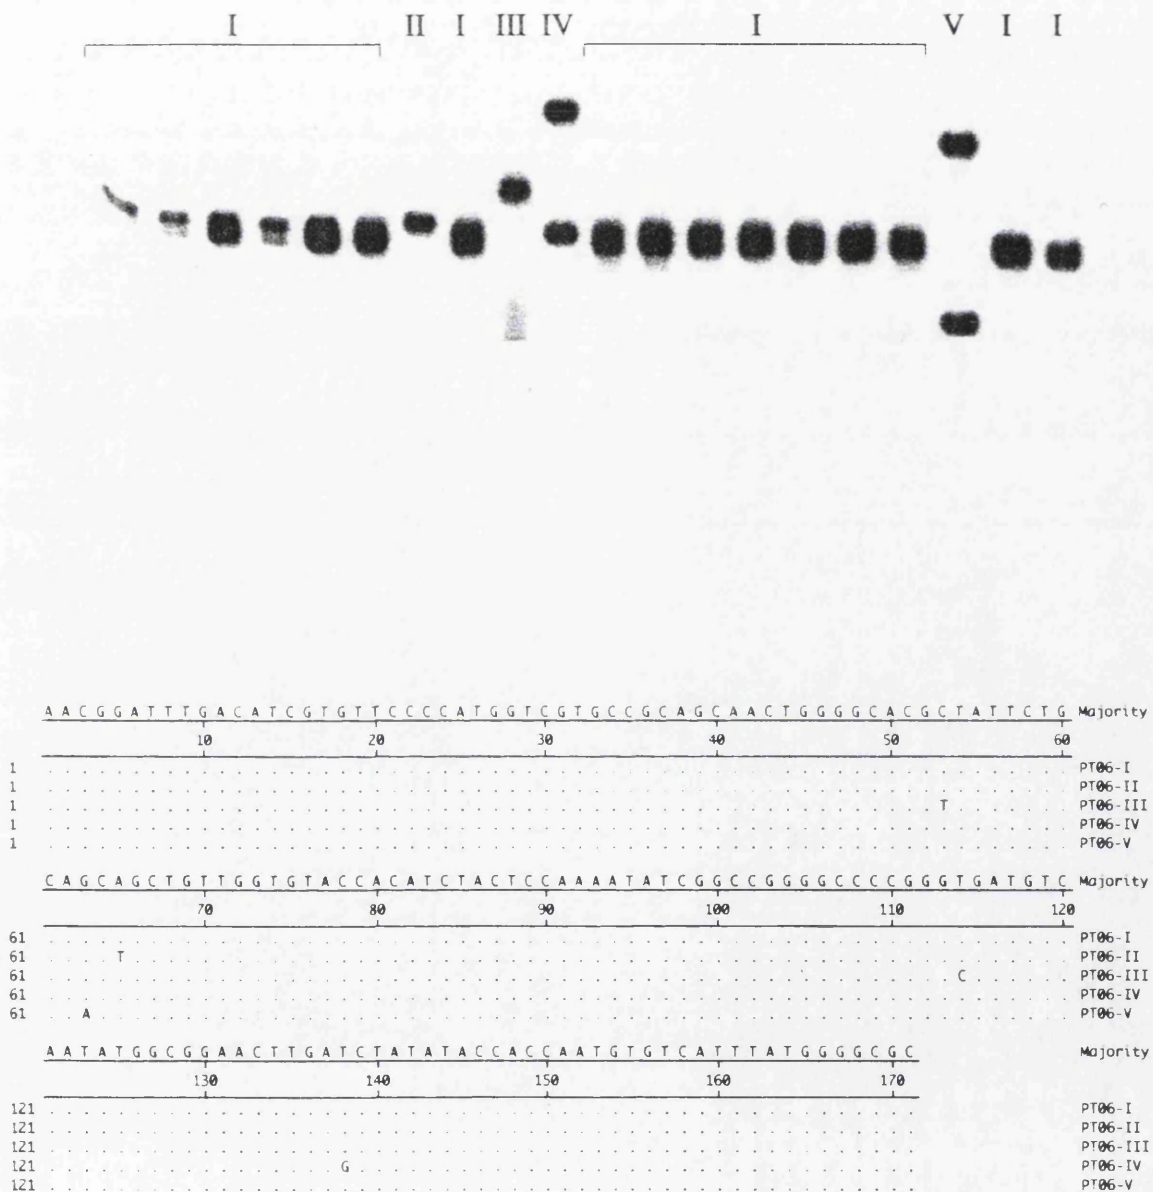 I II I III IV I V I I
A A C G G A T T T G A C A T C G T G T T C C C C A T G G T C G T G C C G C A G C A A C T G G G G C A C G C T A T T C T G Majority
10 20 30 40 50 60
1 PT06-I
1 PT06-II
1 T PT06-III
1 PT06-IV
1 PT06-V
C A G C A G C T G T T G G T G T A C C A C A T C T A C T C C A A A A T A T C G G C C G G G G C C C C G G G T G A T G T C Majority
70 80 90 100 110 120
61 PT06-I
61 T PT06-II
61 C PT06-III
61 PT06-IV
61 A PT06-V
A A T A T G G C G G A A C T T G A T C T A T A T A C C A C C A A T G T G T C A T T T A T G G G G C G C Majority
130 140 150 160 170
121 PT06-I
121 PT06-II
121 PT06-III
121 G PT06-IV
121 PT06-V